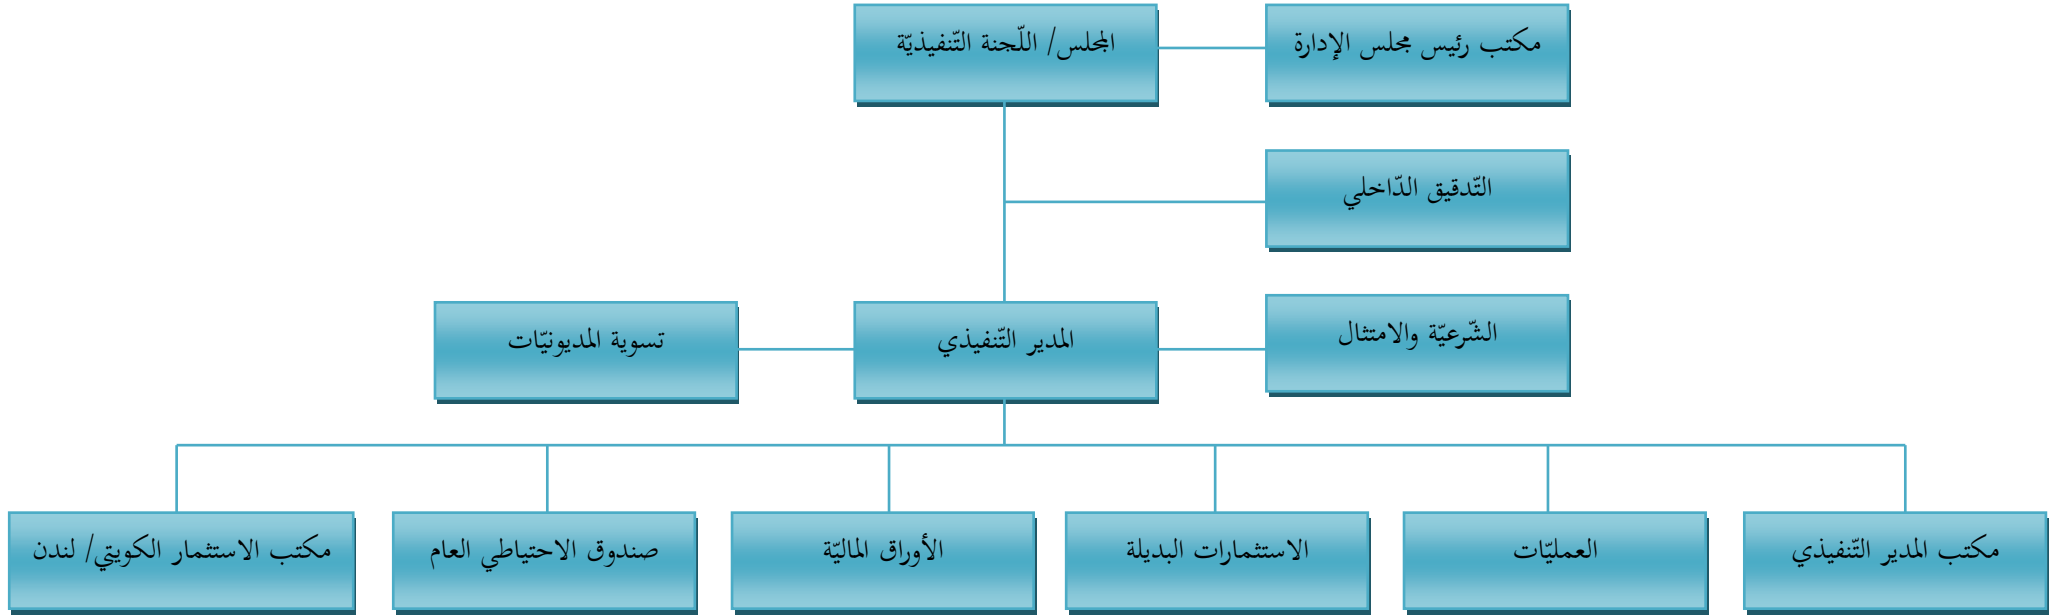 مكتب رئيس مجلس الإدارة
المجلس/ اللّجنة التّنفيذيّة
التّدقيق الدّاخلي
الشّرعيّة والامتثال
المدير التّنفيذي
تسوية المديونيّات
مكتب المدير التّنفيذي
العمليّات
الاستثمارات البديلة
الأوراق الماليّة
صندوق الاحتياطي العام
مكتب الاستثمار الكويتي/ لندن